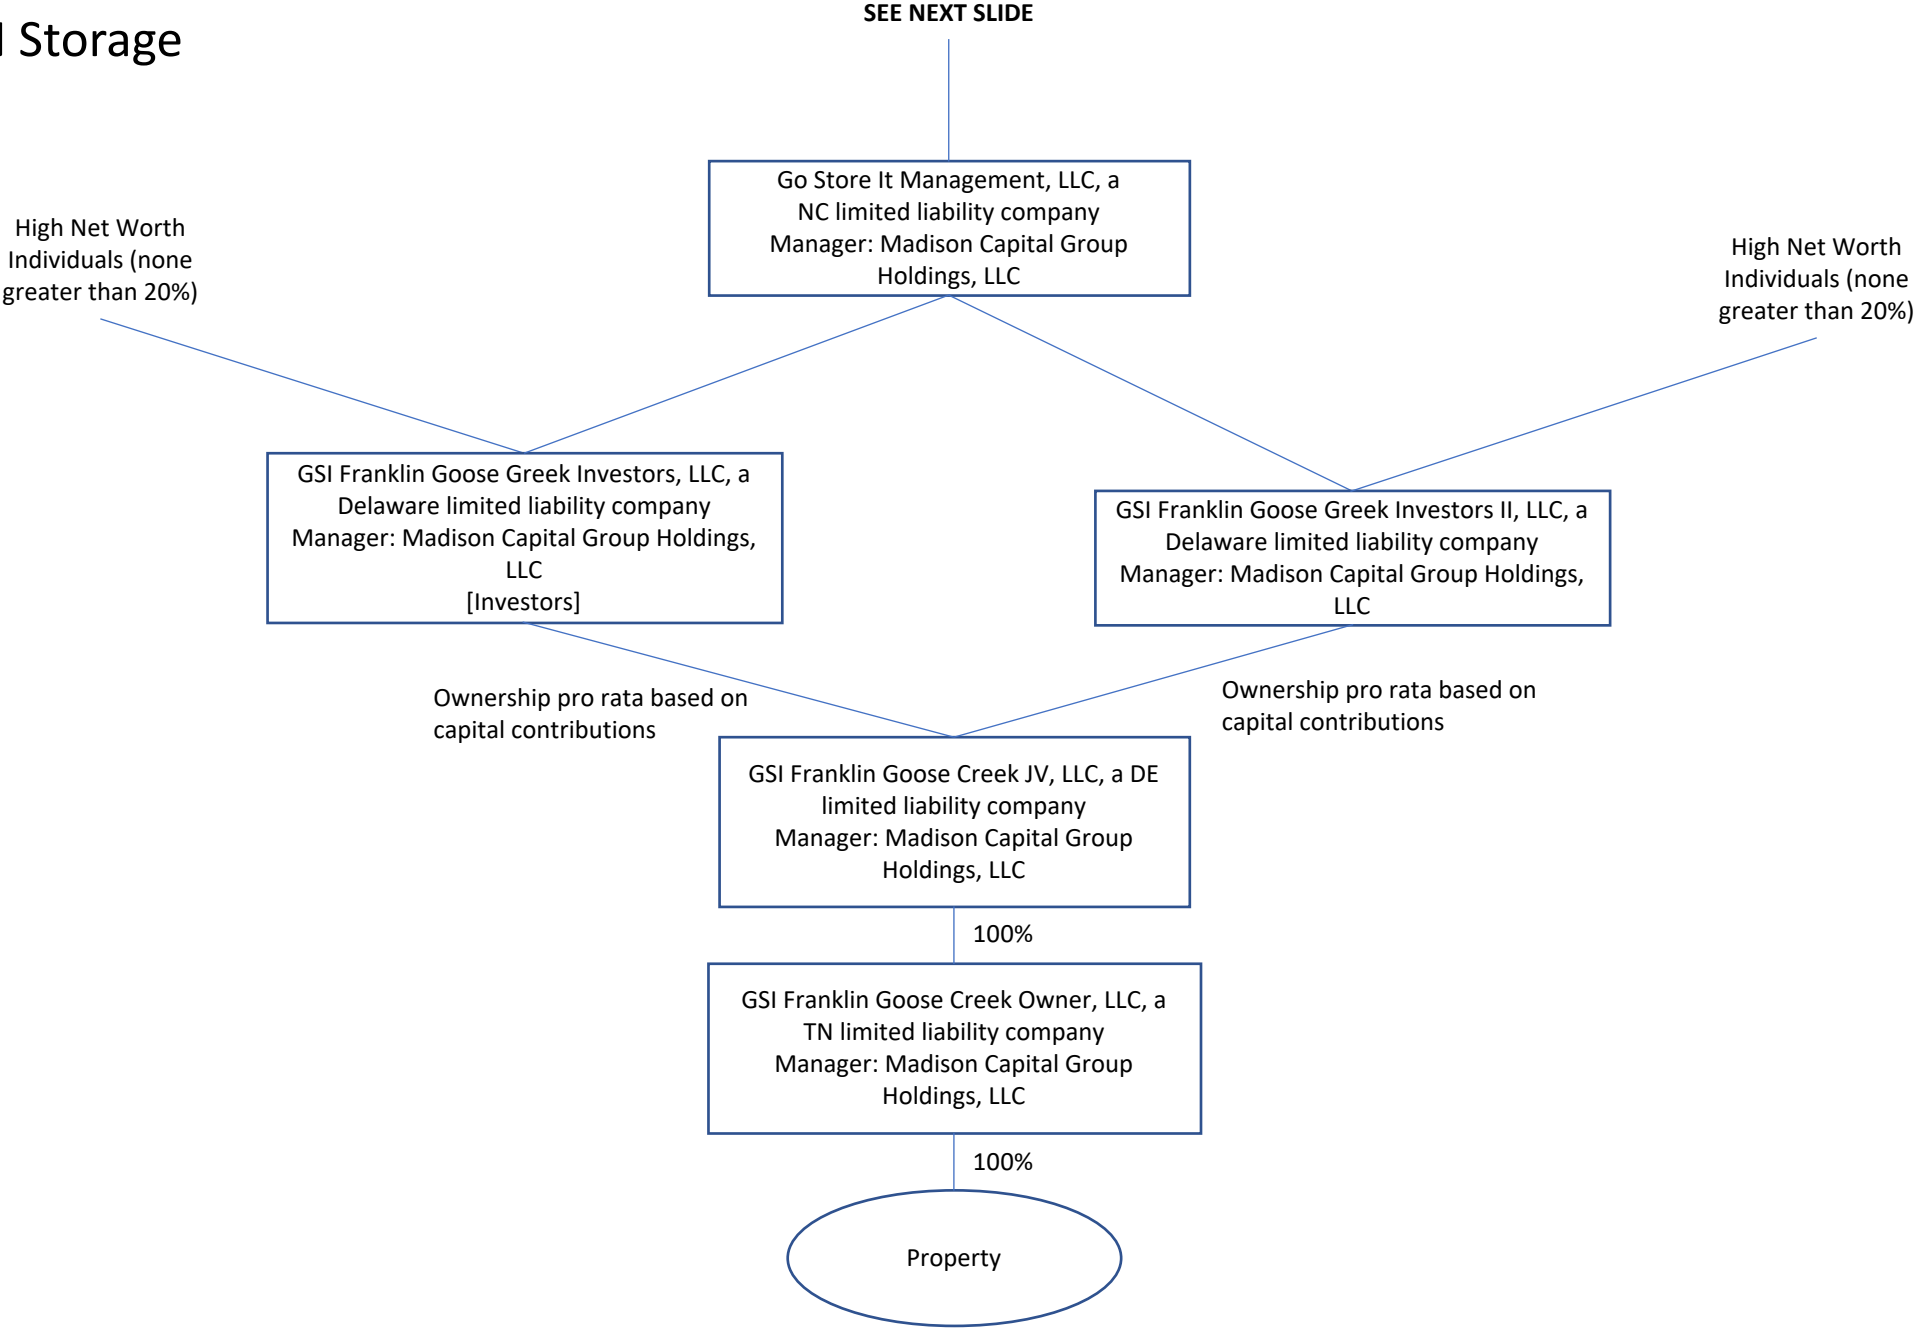 SEE NEXT SLIDE
Storage
Go Store It Management, LLC, a
NC limited liability company
Manager: Madison Capital Group
Holdings, LLC
High Net Worth
Individuals (none
greater than 20%)
High Net Worth
Individuals (none
greater than 20%)
GSI Franklin Goose Greek Investors, LLC, a
Delaware limited liability company
Manager: Madison Capital Group Holdings,
LLC
[Investors]
GSI Franklin Goose Greek Investors II, LLC, a
Delaware limited liability company
Manager: Madison Capital Group Holdings,
LLC
Ownership pro rata based on
capital contributions
Ownership pro rata based on
capital contributions
GSI Franklin Goose Creek JV, LLC, a DE
limited liability company
Manager: Madison Capital Group
Holdings, LLC
100%
GSI Franklin Goose Creek Owner, LLC, a
TN limited liability company
Manager: Madison Capital Group
Holdings, LLC
100%
Property